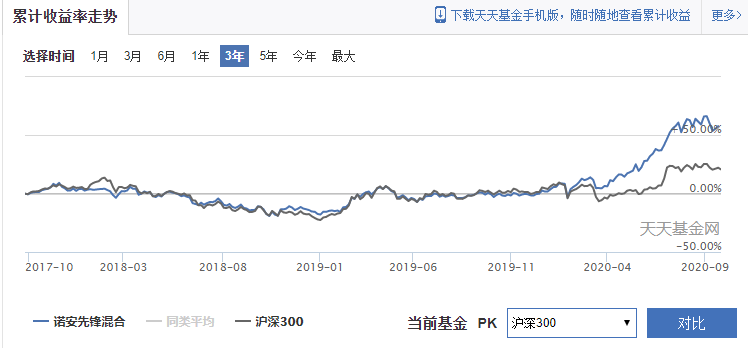 累计收益率走势
下载天天基金手机版，随时随地查看累计收益
更多>
选择时间 1月 3月 6月 1年 3年 5年 今年 最大
50.00%
0.00%
天天基金网
-50.00%
2017-10 2018-03 2018-08 2019-01 2019-06 2019-11 2020-04 2020-09
诺安先锋混合 同类平均 沪深300 当前基金 PK 沪深300 对比